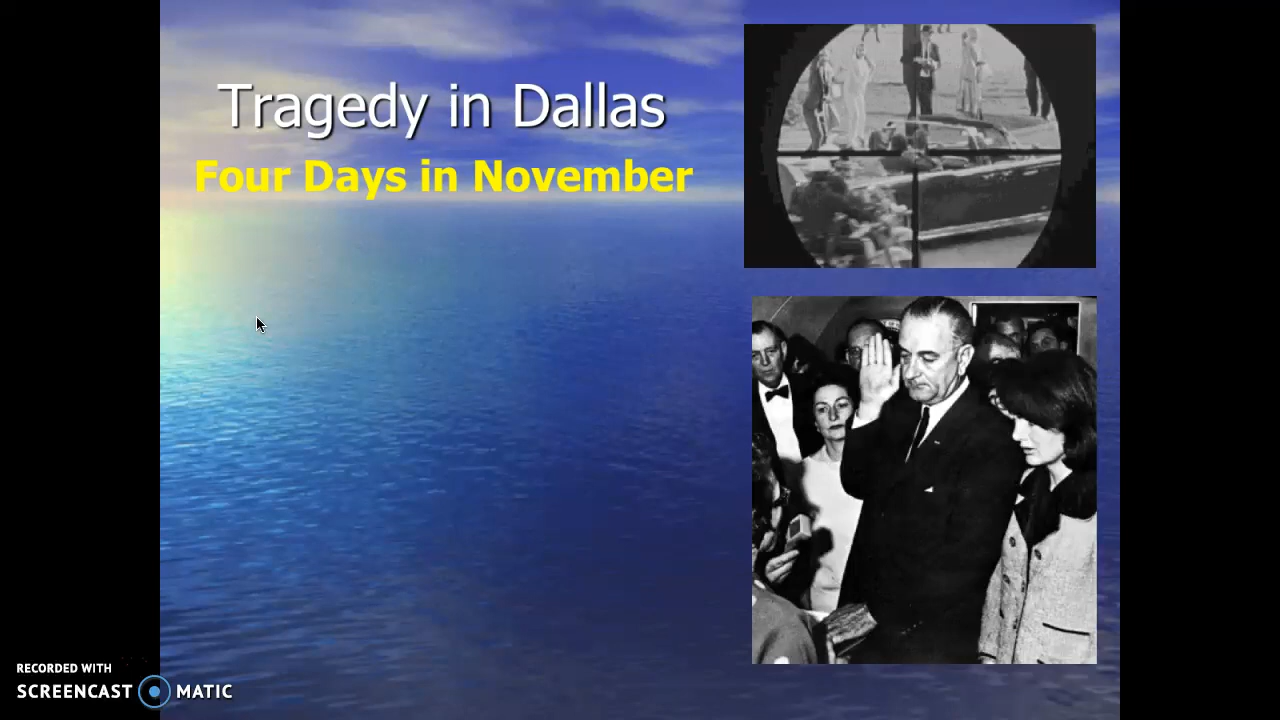 Tragedy in Dallas
Four Days in November
RECORDED WITH
SCREENCAST MATIC